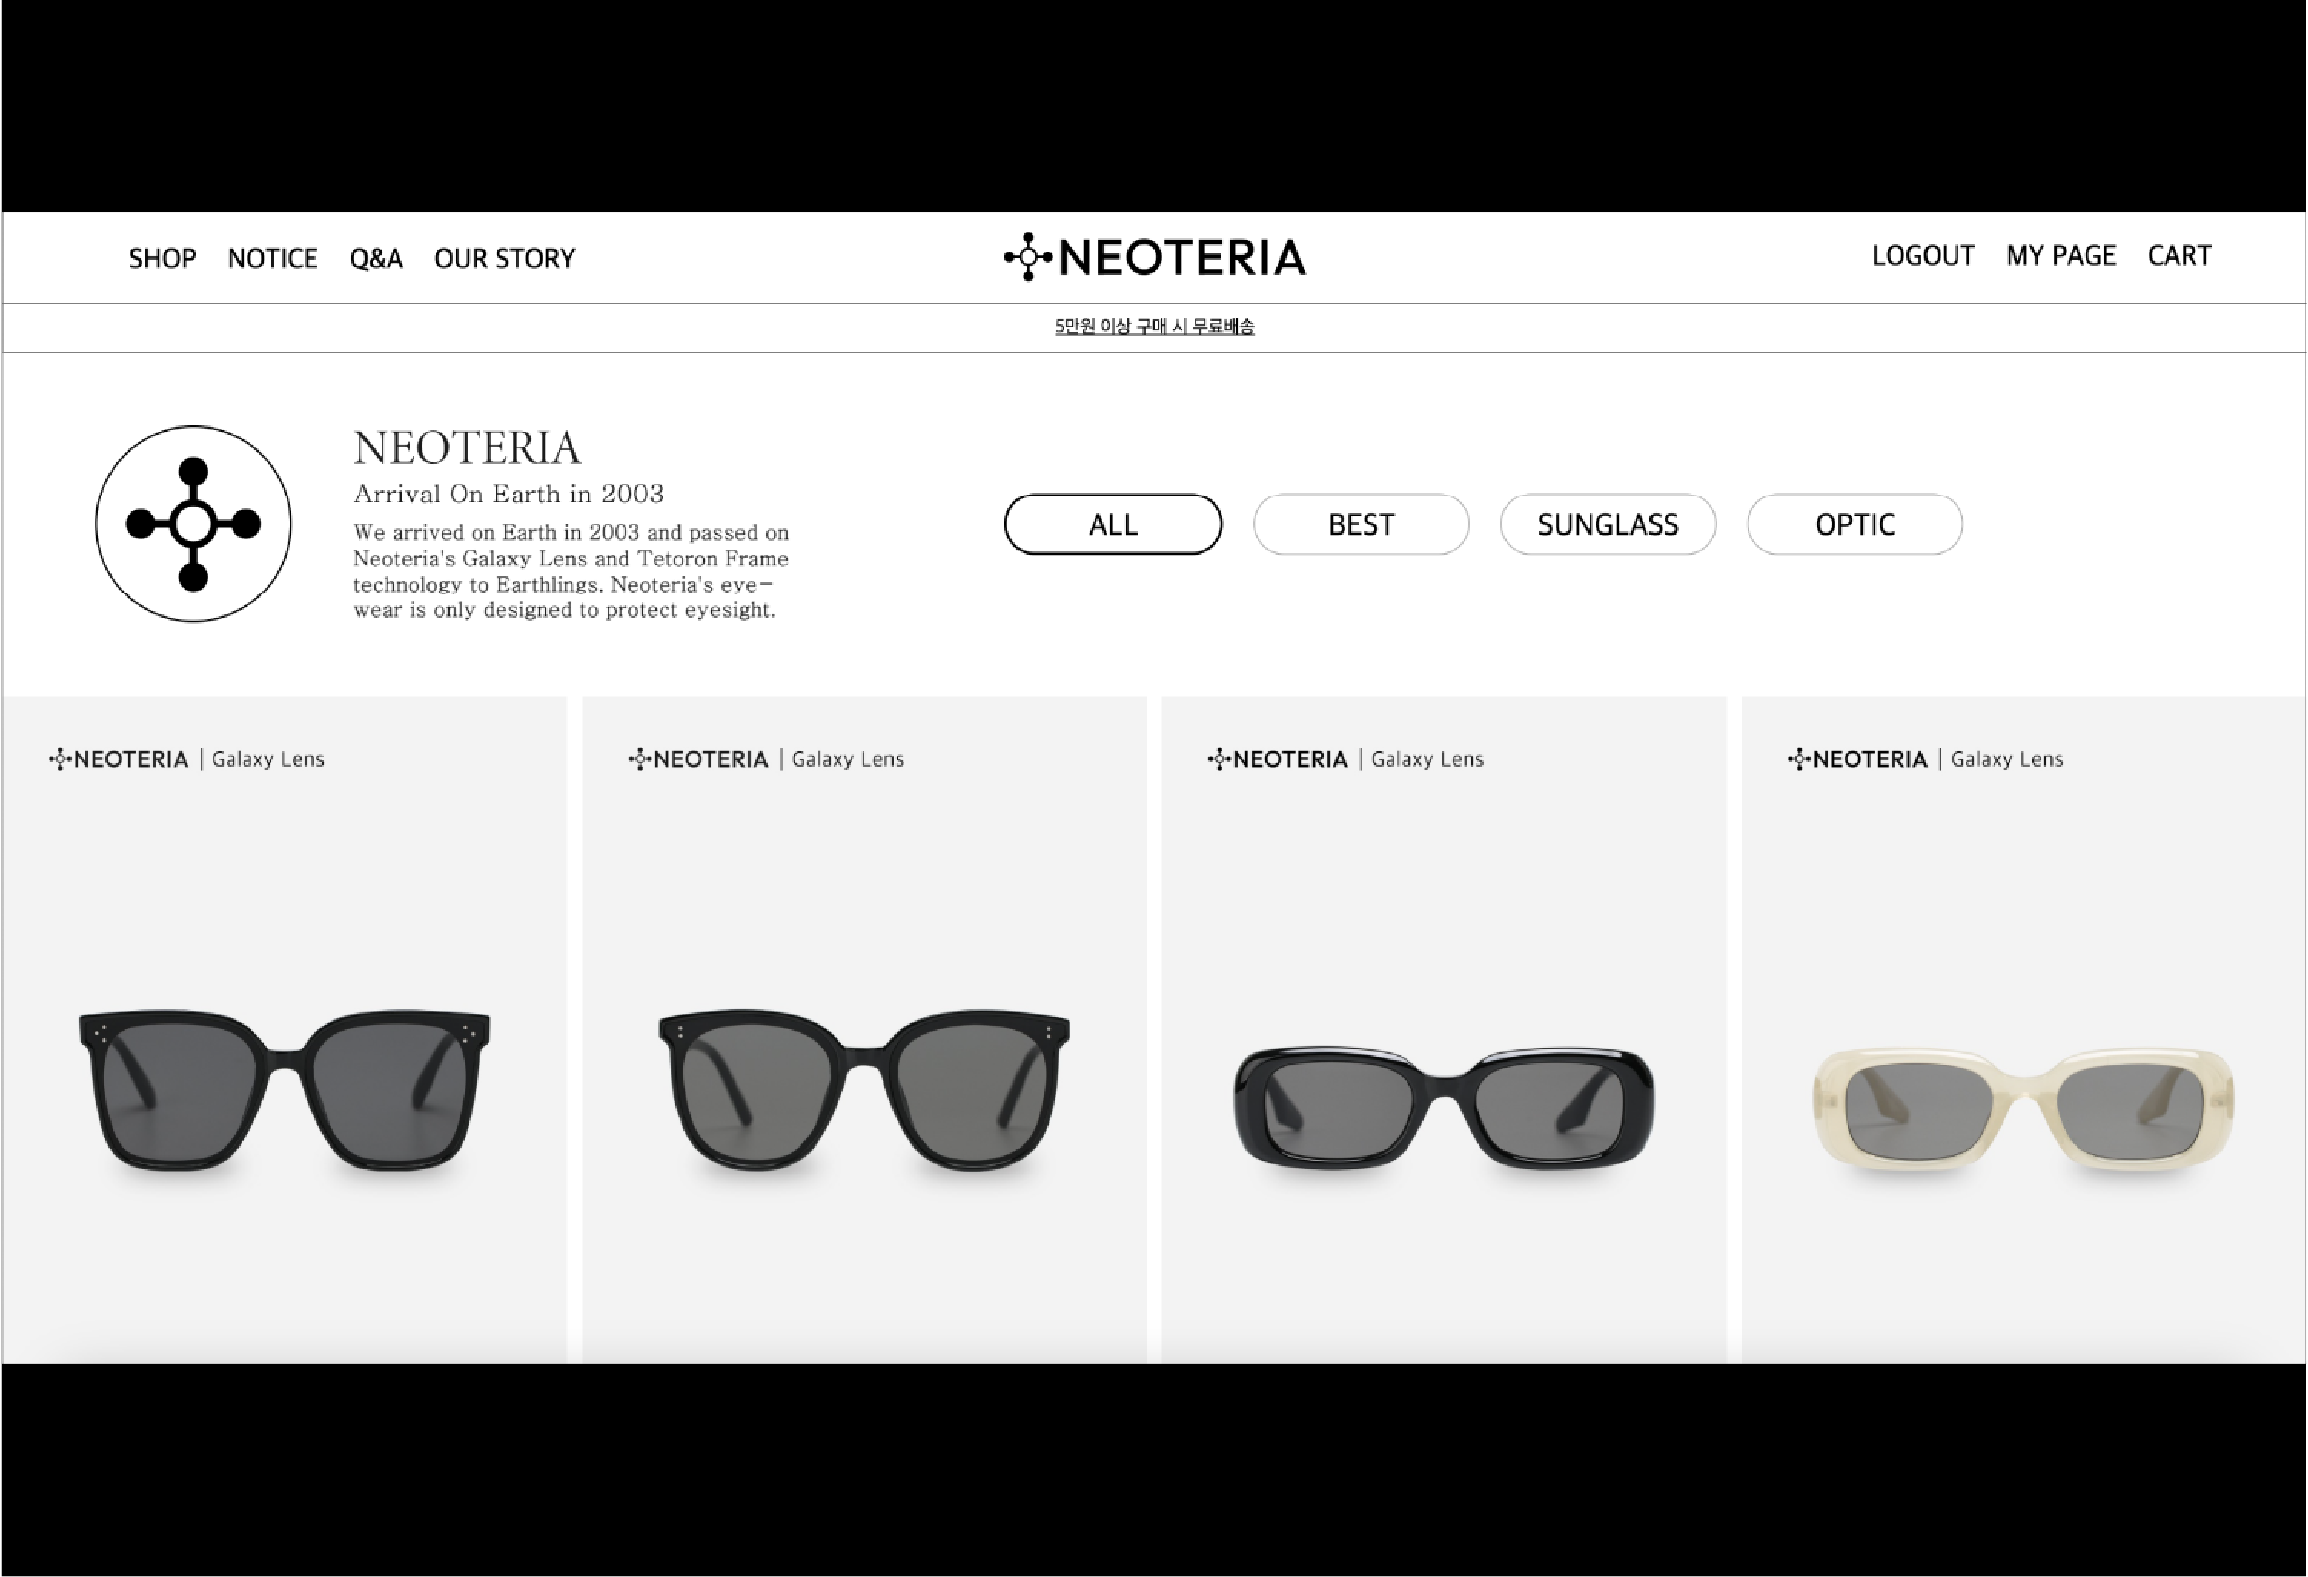 SHOP NOTICE Q&A OUR STORY
NEOTERIA
LOGOUT MY PAGE CART
5만원 이상 구매 시 무료배송
NEOTERIA
Arrival On Earth in 2003
We arrived on Earth in 2003 and passed on
Neoteria's Galaxy Lens and Tetoron Frame
technology to Earthlings. Neoteria's eye-
wear is only designed to protect eyesight.
ALL
BEST
SUNGLASS
OPTIC
NEOTERIA | Galaxy Lens
NEOTERIA | Galaxy Lens
NEOTERIA | Galaxy Lens
NEOTERIA | Galaxy Lens